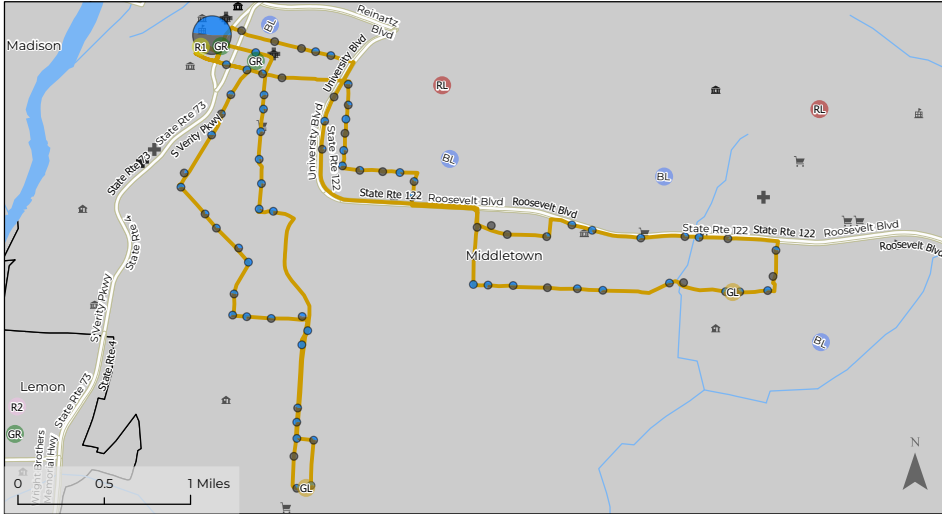 Reinartz
Blvd
BL
Madison
R1
GR
GR
University Blvd
RL
RL
State Rte 73
S Verity Pkwy
State Rte 73
University Blvd
State Rte 122
BL
BL
State Rte 122
Roosevelt Blvd
Roosevelt Blvd
State Rte 4
State Rte 122
State Rte 122
Roosevelt Blvd
Roosevelt Blvd
Middletown
GL
S Verity Pkwy
BL
State Rte 4
Lemon
State Rte 73
R2
GR
Wright Brothers
Memorial Hwy
N
GL
0 0.5 1 Miles